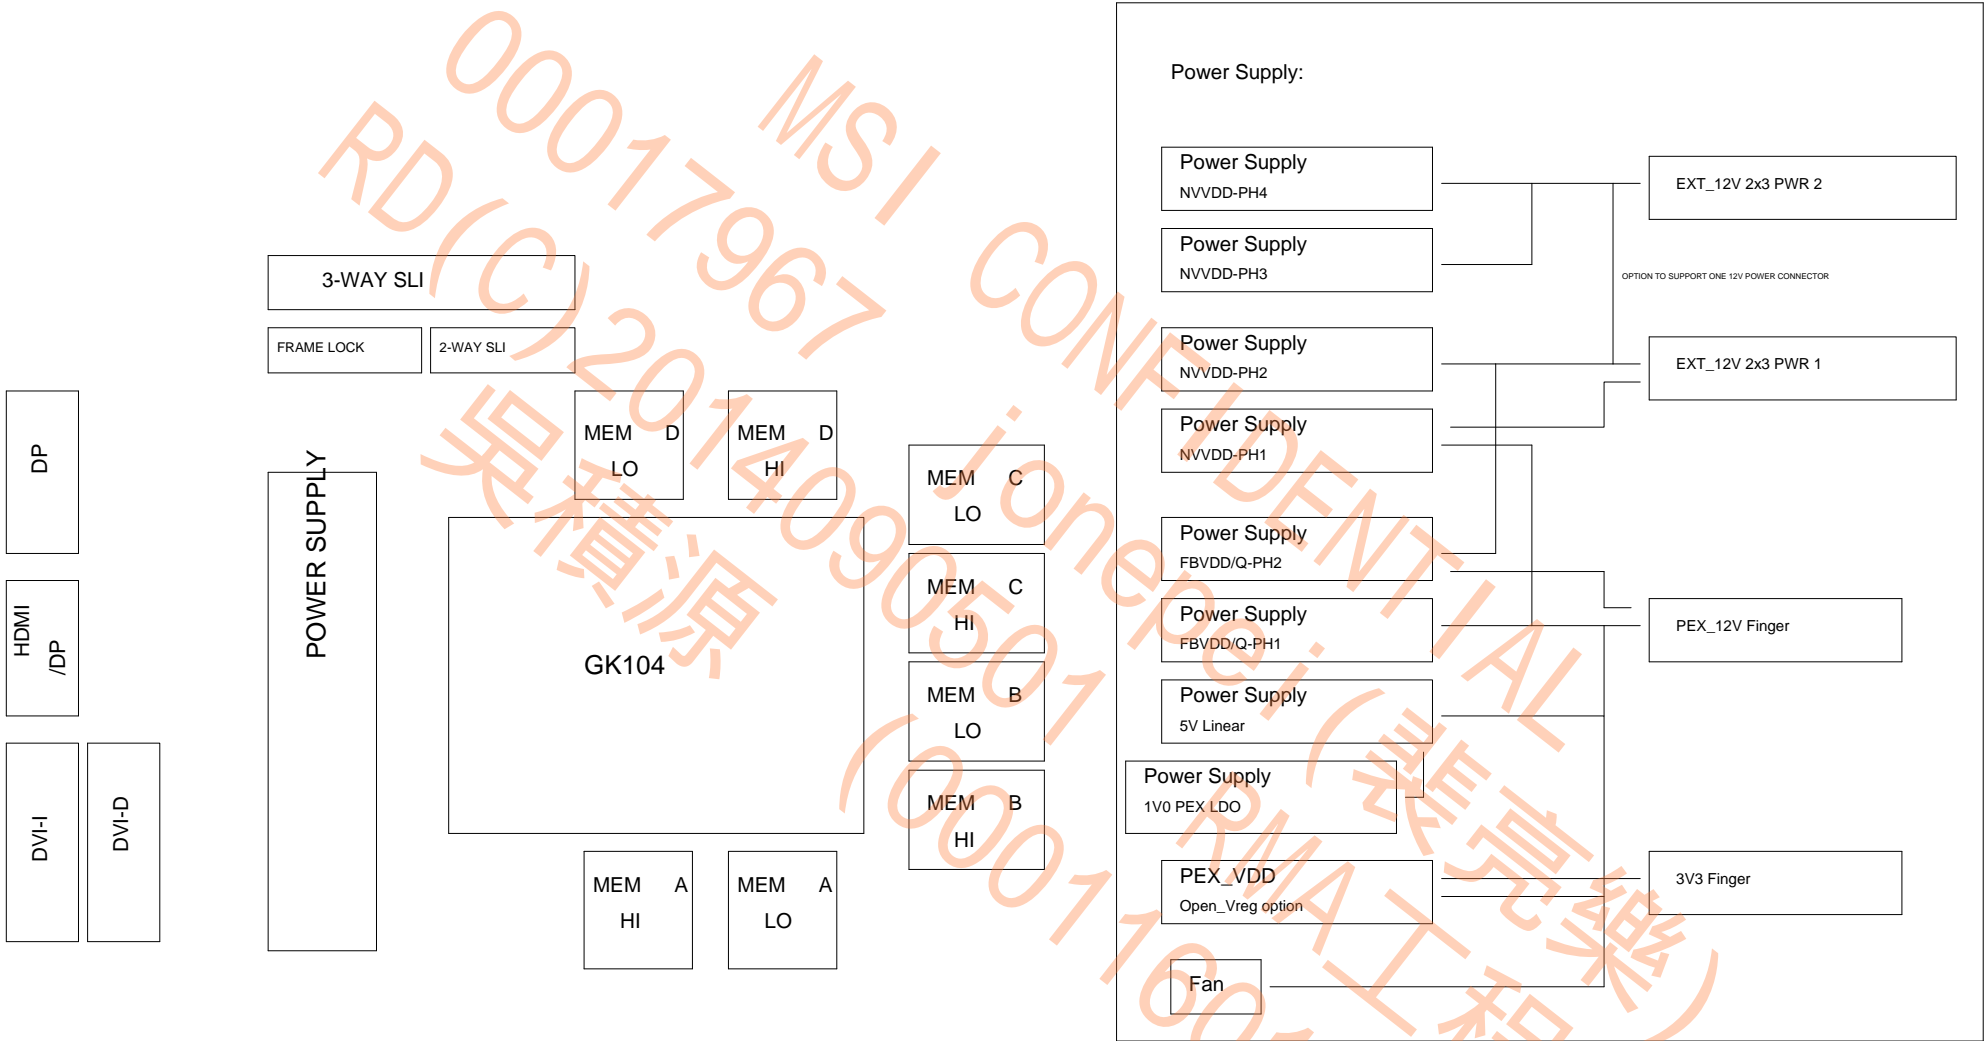 Power Supply:
Power Supply
NVVDD-PH4
Power Supply
NVVDD-PH3
Power Supply
NVVDD-PH2
Power Supply
NVVDD-PH1
Power Supply
FBVDD/Q-PH2
Power Supply
FBVDD/Q-PH1
Power Supply
5V Linear
Power Supply
1V0 PEX LDO
PEX_VDD
Open_Vreg option
Fan
EXT_12V 2x3 PWR 2
OPTION TO SUPPORT ONE 12V POWER CONNECTOR
EXT_12V 2x3 PWR 1
PEX_12V Finger
3V3 Finger
3-WAY SLI
FRAME LOCK
2-WAY SLI
DP
HDMI
/DP
DVI-I
DVI-D
POWER SUPPLY
GK104
MEM D
LO
MEM D
HI
MEM C
LO
MEM C
HI
MEM B
LO
MEM B
HI
MEM A
HI
MEM A
LO
MSI CONFIDENTIAL
00017967 jonepei(裴亮樂)
RD(C)2014090501 RMA工程
吳積源 (0001160